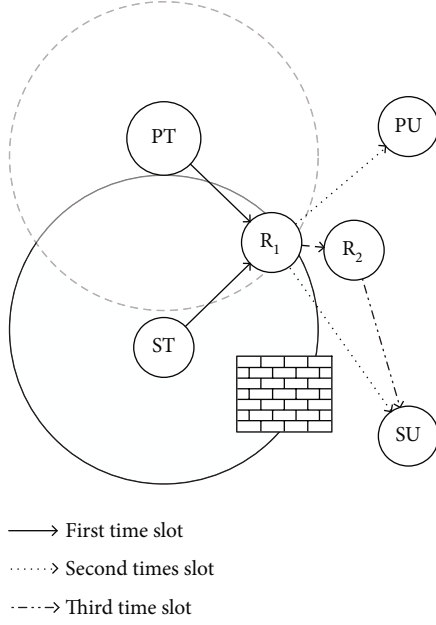 PT
PU
R1
R2
ST
SU
First time slot
Second times slot
Third time slot